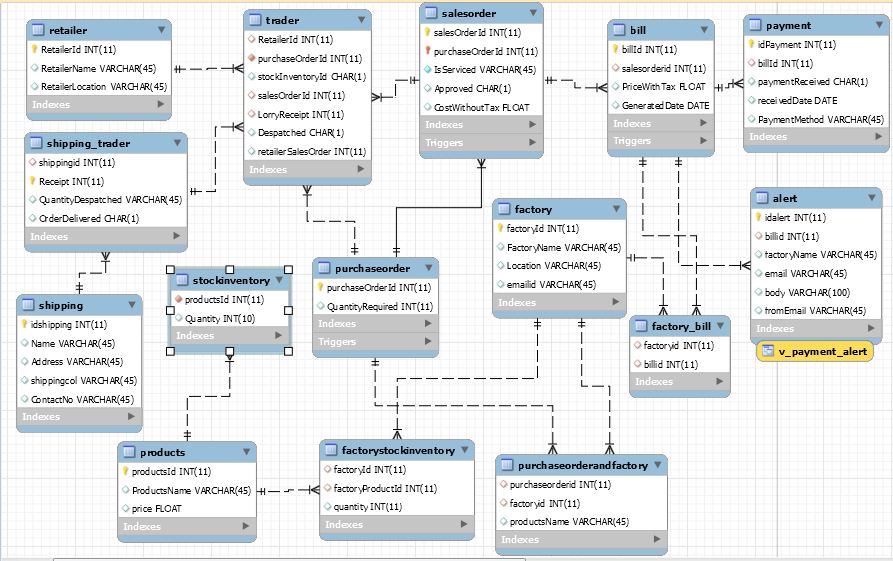 retailer
RetailerId INT(11)
RetailerName VARCHAR(45)
RetailerLocation VARCHAR(45)
Indexes
trader
RetailerId INT(11)
purchaseOrderId INT(11)
stockInventoryId CHAR(1)
salesOrderId INT(11)
LorryReceipt INT(11)
Despatched CHAR(1)
retailerSalesOrder INT(11)
Indexes
salesorder
salesOrderId INT(11)
purchaseOrderId INT(11)
IsServiced VARCHAR(45)
Approved CHAR(1)
CostWithoutTax FLOAT
Indexes
Triggers
bill
billId INT(11)
salesorderid INT(11)
PriceWithTax FLOAT
GeneratedDate DATE
Indexes
Triggers
payment
idPayment INT(11)
billId INT(11)
paymentReceived CHAR(1)
receivedDate DATE
PaymentMethod VARCHAR(45)
Indexes
shipping_trader
shippingid INT(11)
Receipt INT(11)
QuantityDespatched VARCHAR(45)
OrderDelivered CHAR(1)
Indexes
factory
factoryId INT(11)
FactoryName VARCHAR(45)
Location VARCHAR(45)
emailid VARCHAR(45)
Indexes
alert
idalert INT(11)
billid INT(11)
factoryName VARCHAR(45)
email VARCHAR(45)
body VARCHAR(100)
fromEmail VARCHAR(45)
Indexes
v_payment_alert
stockinventory
productsId INT(11)
Quantity INT(10)
Indexes
purchaseorder
purchaseOrderId INT(11)
QuantityRequired INT(11)
Indexes
Triggers
shipping
idshipping INT(11)
Name VARCHAR(45)
Address VARCHAR(45)
shippingcol VARCHAR(45)
ContactNo VARCHAR(45)
Indexes
factory_bill
factoryid INT(11)
billid INT(11)
Indexes
products
productsId INT(11)
ProductsName VARCHAR(45)
price FLOAT
Indexes
factorystockinventory
factoryId INT(11)
factoryProductId INT(11)
quantity INT(11)
Indexes
purchaseorderandfactory
purchaseorderid INT(11)
factoryid INT(11)
productsName VARCHAR(45)
Indexes